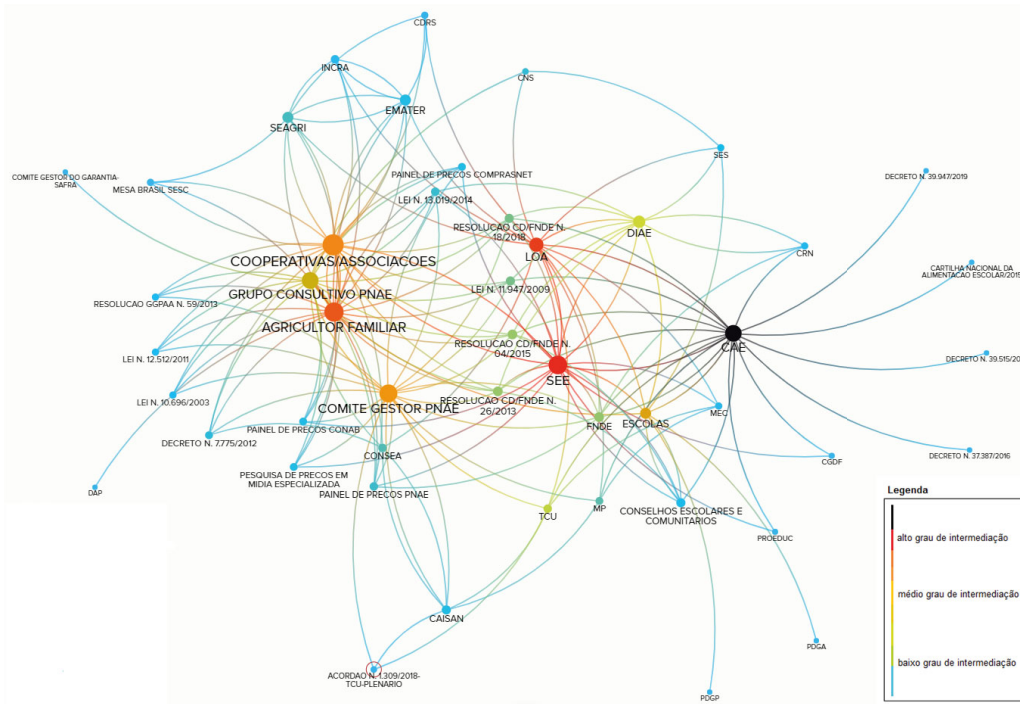 CDRS
INCRA
CNS
EMATER
SEAGRI
SES
PAINEL DE PRECOS COMPRASNET
COMITE GESTOR DO GARANTIA-
SAFRA
MESA BRASIL SESC
DECRETO N. 39.947/2019
LEI N. 13.019/2014
RESOLUCAO CD/FNDE N.
18/2018
DIAE
LOA
CRN
COOPERATIVAS/ASSOCIACOES
CARTILHA NACIONAL DA
ALIMENTACAO ESCOLAR/2015
GRUPO CONSULTIVO PNAE
LEI N. 11.947/2009
RESOLUCAO GGPAA N. 59/2013
AGRICULTOR FAMILIAR
RESOLUCAO CD/FNDE N.
04/2015
CAE
LEI N. 12.512/2011
DECRETO N. 39.515/20
SEE
LEI N. 10.696/2003
COMITE GESTOR PNAE
RESOLUCAO CD/FNDE N.
26/2013
MEC
ESCOLAS
FNDE
PAINEL DE PRECOS CONAB
DECRETO N. 7.775/2012
CONSEA
DECRETO N. 37.387/2016
CGDF
PESQUISA DE PRECOS EM
MIDIA ESPECIALIZADA
PAINEL DE PRECOS PNAE
DAP
TCU
MP
CONSELHOS ESCOLARES E
COMUNITARIOS
PROEDUC
CAISAN
PDGA
ACORDAO N. 1.309/2018-
TCU-PLENARIO
PDGP
Legenda
alto grau de intermediação
médio grau de intermediação
baixo grau de intermediação